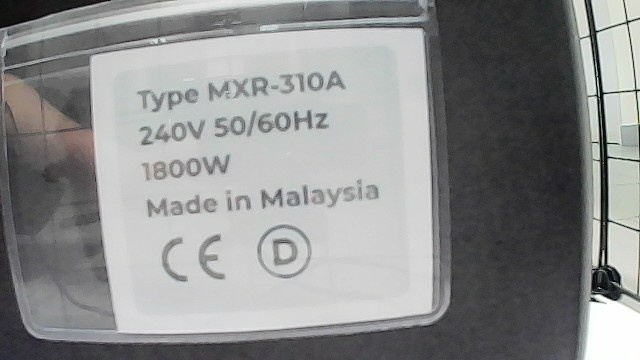 Type MXR-310A
240V 50/60Hz
1800W
Made in Malaysia
CE D